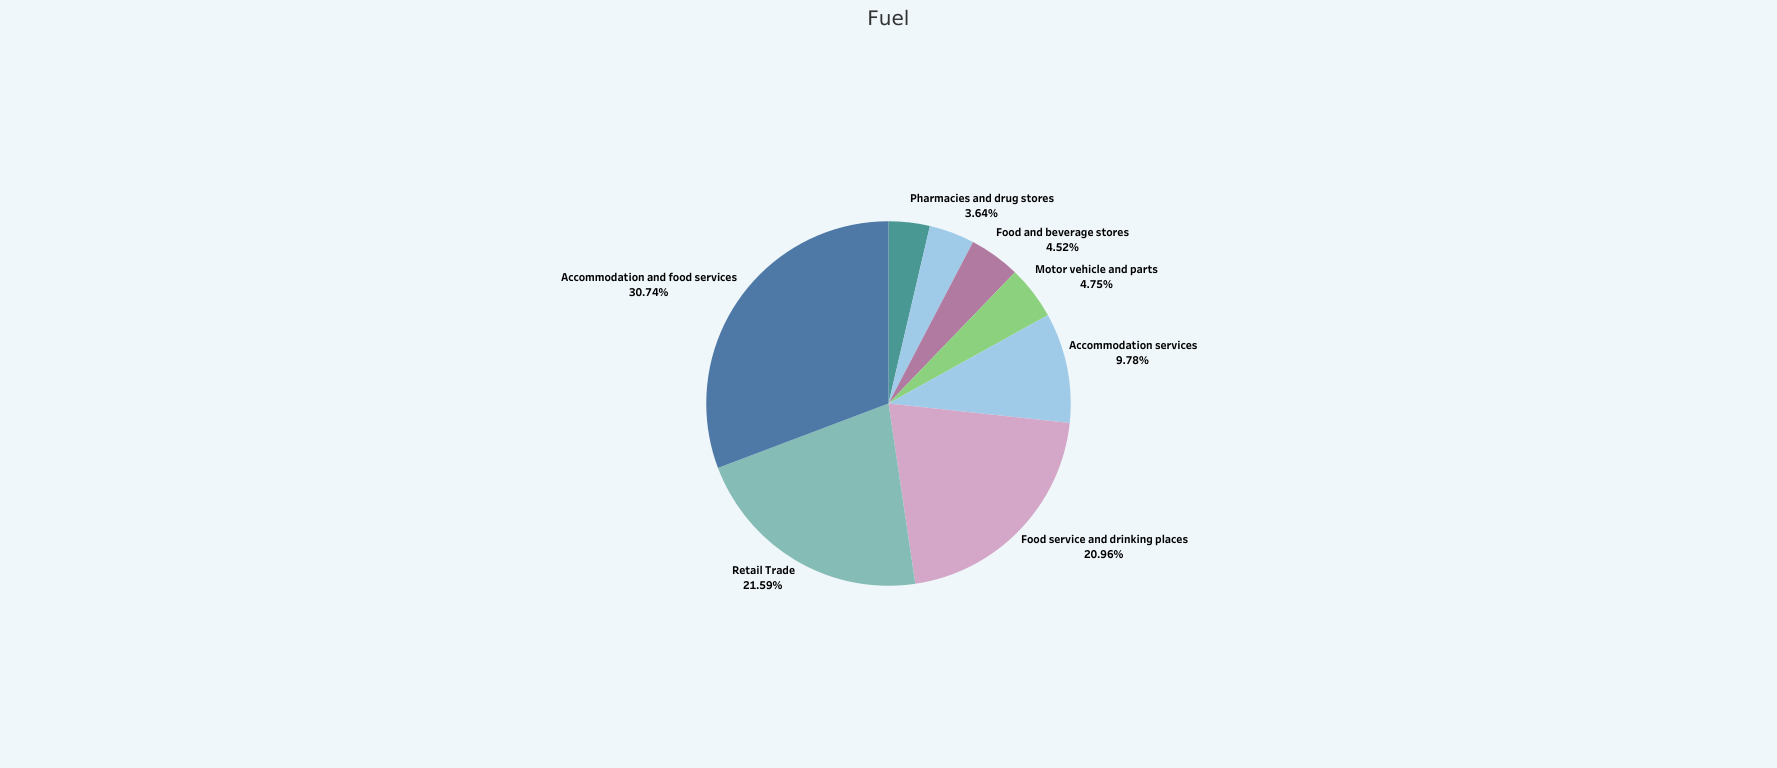 Fuel
Pharmacies and drug stores
3.64%
Food and beverage stores
4.52%
Motor vehicle and parts
4.75%
Accommodation and food services
30.74%
Accommodation services
9.78%
Food service and drinking places
20.96%
Retail Trade
21.59%